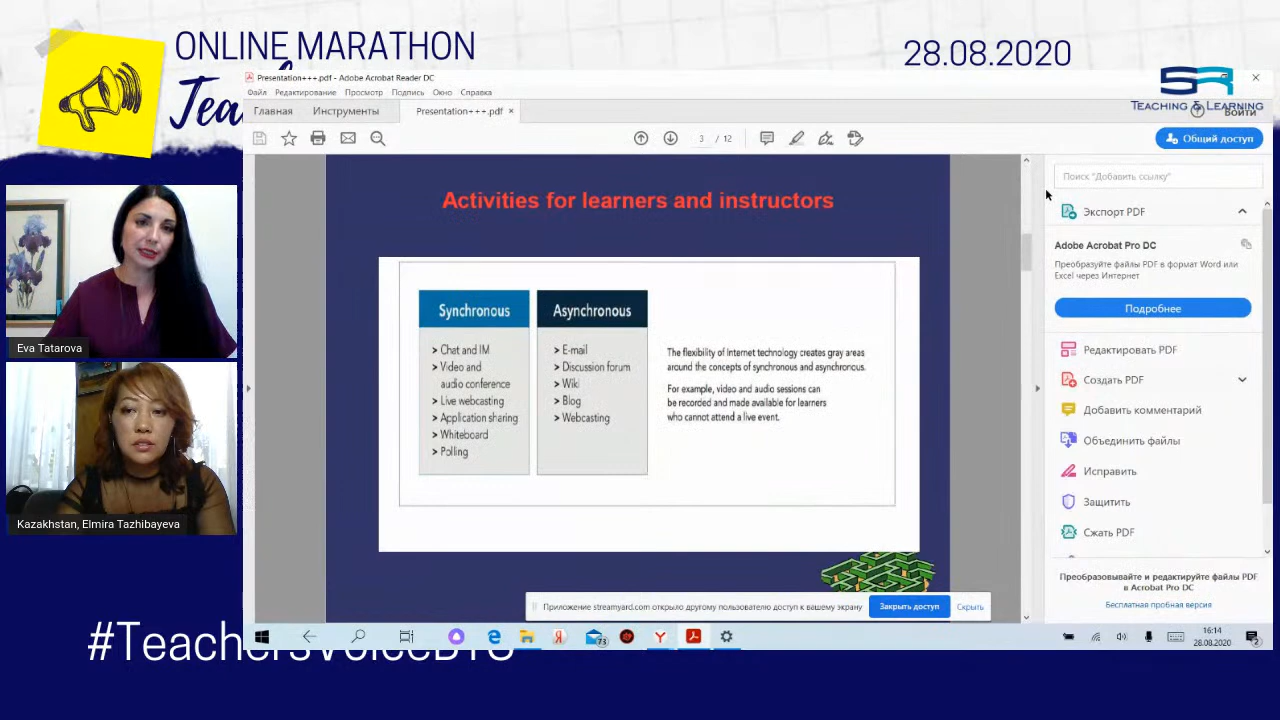 ONLINE MARATHON
28.08.2020
Tea
TEACHING & LEARNING
Presentation+++.pdf - Adobe Acrobat Reader DC
Файл Редактирование Просмотр Подпись Окно Справка
Главная Инструменты Presentation+++.pdf ×
Войти
3 / 12
Общий доступ
Activities for learners and instructors
Synchronous
> Chat and IM
> Video and
audio conference
> Live webcasting
> Application sharing
> Whiteboard
> Polling
Asynchronous
> E-mail
> Discussion forum
> Wiki
> Blog
> Webcasting
The flexibility of Internet technology creates gray areas
around the concepts of synchronous and asynchronous.
For example, video and audio sessions can
be recorded and made available for learners
who cannot attend a live event.
Поиск "Добавить ссылку"
Экспорт PDF
Adobe Acrobat Pro DC
Преобразуйте файлы PDF в формат Word или
Excel через Интернет
Подробнее
Редактировать PDF
Создать PDF
Добавить комментарий
Объединить файлы
Исправить
Защитить
Сжать PDF
Преобразовывайте и редактируйте файлы PDF
в Acrobat Pro DC
Бесплатная пробная версия
Eva Tatarova
Kazakhstan, Elmira Tazhibayeva
Приложение streamyard.com открыло другому пользователю доступ к вашему экрану
Закрыть доступ
Скрыть
73
16:14
28.08.2020
2